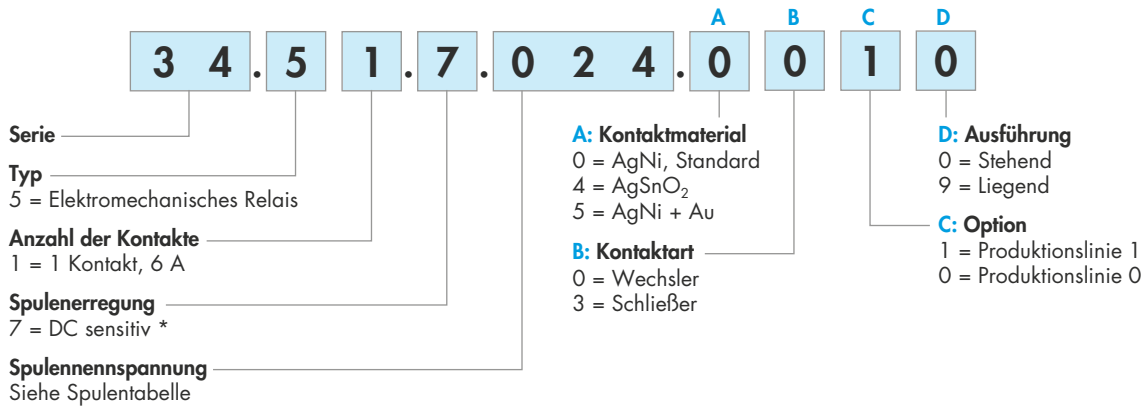 A B C D
3 4 . 5 1 . 7 . 0 2 4 . 0 0 1 0
Serie
Typ
5 = Elektromechanisches Relais
Anzahl der Kontakte
1 = 1 Kontakt, 6 A
Spulenerregung
7 = DC sensitiv *
Spulennennspannung
Siehe Spulentabelle
A: Kontaktmaterial
0 = AgNi, Standard
4 = AgSnO₂
5 = AgNi + Au
B: Kontaktart
0 = Wechsler
3 = Schließer
D: Ausführung
0 = Stehend
9 = Liegend
C: Option
1 = Produktionslinie 1
0 = Produktionslinie 0